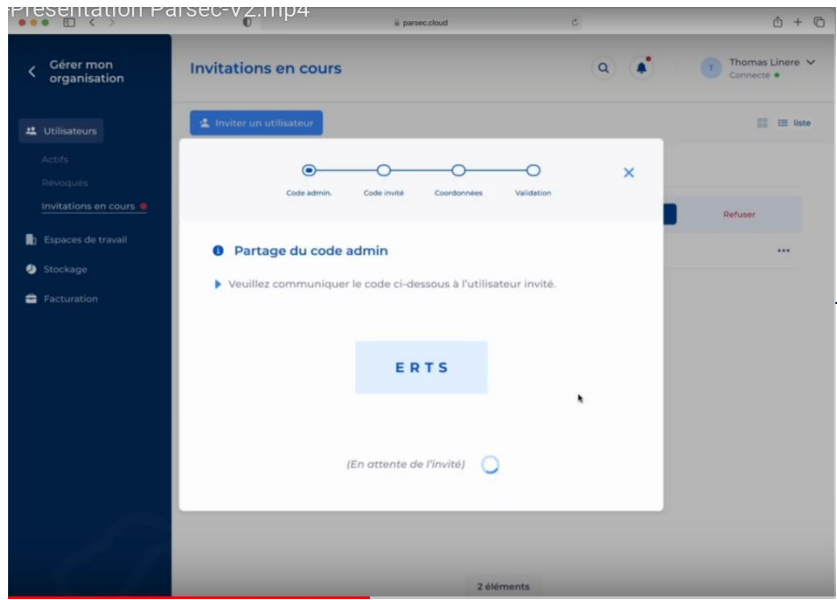 Présentation Parsec-V2.mp4
parsec.cloud
Gérer mon
organisation
Invitations en cours
T
Thomas Linere
Connecté
Utilisateurs
Inviter un utilisateur
liste
Actifs
Révoqués
Invitations en cours
Espaces de travail
Stockage
Facturation
Code admin.
Code invité
Coordonnées
Validation
Refuser
Partage du code admin
Veuillez communiquer le code ci-dessous à l'utilisateur invité.
ERTS
(En attente de l'invité)
2 éléments